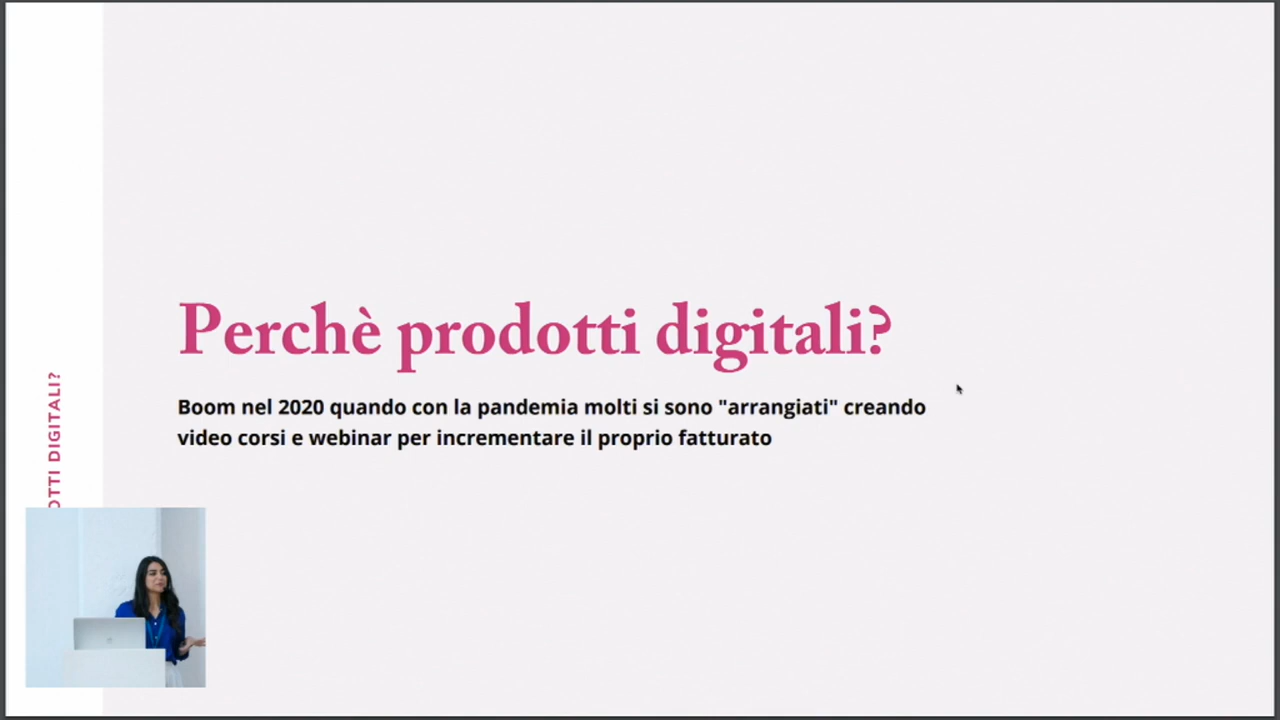 Perchè prodotti digitali?
Boom nel 2020 quando con la pandemia molti si sono "arrangiati" creando
video corsi e webinar per incrementare il proprio fatturato
DIGITALI?